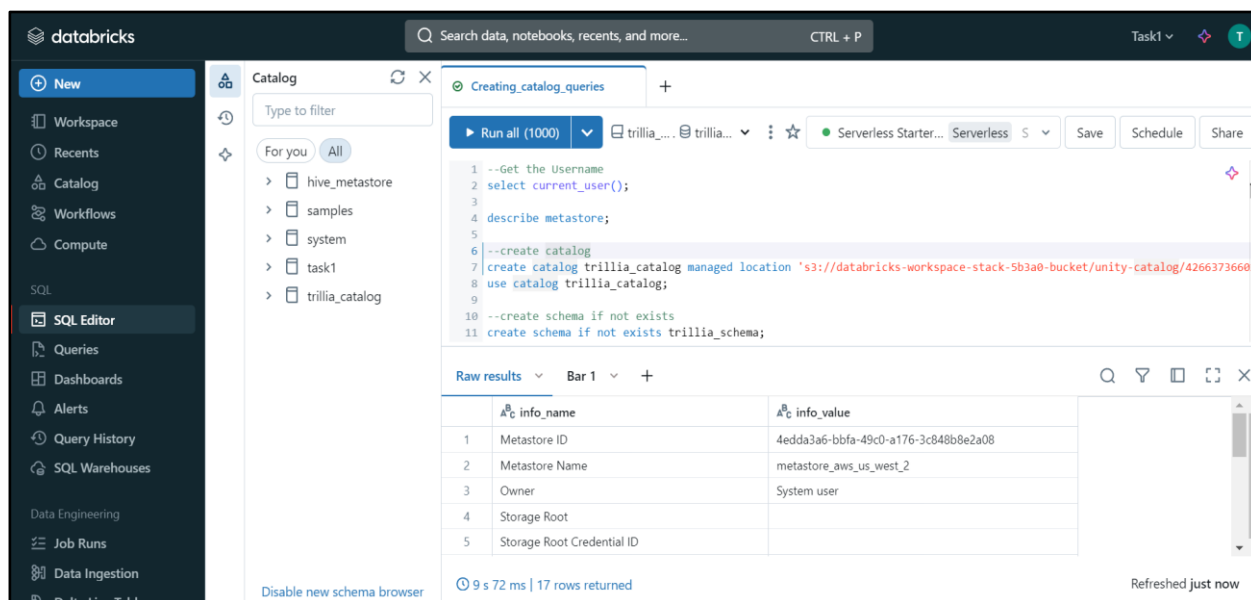 databricks
Search data, notebooks, recents, and more...
CTRL + P
Task1
T
New
Workspace
Recents
Catalog
Workflows
Compute
SQL
SQL Editor
Queries
Dashboards
Alerts
Query History
SQL Warehouses
Data Engineering
Job Runs
Data Ingestion
Catalog
Type to filter
For you All
hive_metastore
samples
system
task1
trillia_catalog
Disable new schema browser
Creating_catalog_queries
Run all (1000)
trillia_... . trillia...
Serverless Starter... Serverless S
Save
Schedule
Share
1 --Get the Username
2 select current_user();
3
4 describe metastore;
5
6 --create catalog
7 create catalog trillia_catalog managed location 's3://databricks-workspace-stack-5b3a0-bucket/unity-catalog/4266373660
8 use catalog trillia_catalog;
9
10 --create schema if not exists
11 create schema if not exists trillia_schema;
Raw results Bar 1
ABC info_name ABC info_value
1 Metastore ID 4edda3a6-bbfa-49c0-a176-3c848b8e2a08
2 Metastore Name metastore_aws_us_west_2
3 Owner System user
4 Storage Root
5 Storage Root Credential ID
9 s 72 ms | 17 rows returned
Refreshed just now